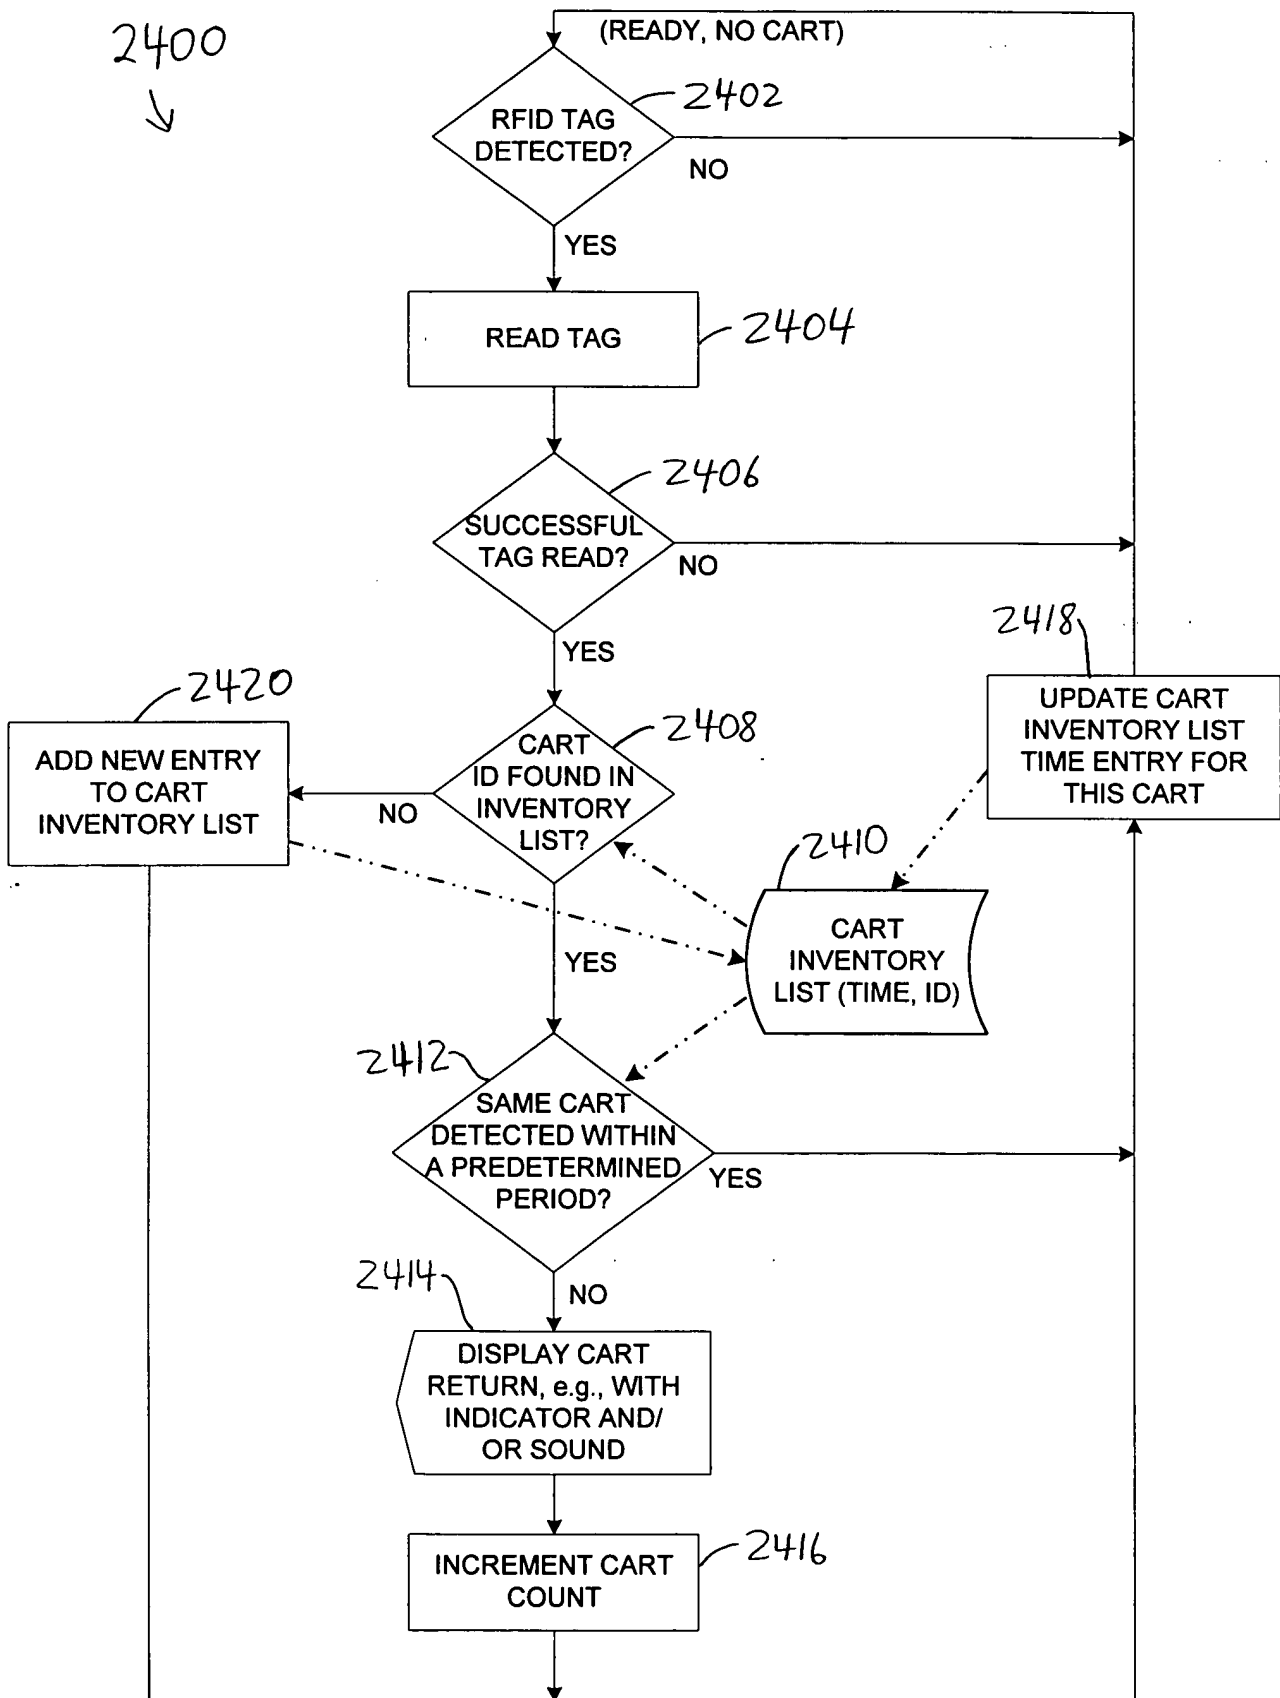 2400
(READY, NO CART)
2402
RFID TAG
DETECTED?
NO
YES
READ TAG
2404
2406
SUCCESSFUL
TAG READ?
NO
YES
2418
UPDATE CART
INVENTORY LIST
TIME ENTRY FOR
THIS CART
2420
ADD NEW ENTRY
TO CART
INVENTORY LIST
2408
CART
ID FOUND IN
INVENTORY
LIST?
NO
YES
2410
CART
INVENTORY
LIST (TIME, ID)
2412
SAME CART
DETECTED WITHIN
A PREDETERMINED
PERIOD?
YES
NO
2414
DISPLAY CART
RETURN, e.g., WITH
INDICATOR AND/
OR SOUND
2416
INCREMENT CART
COUNT